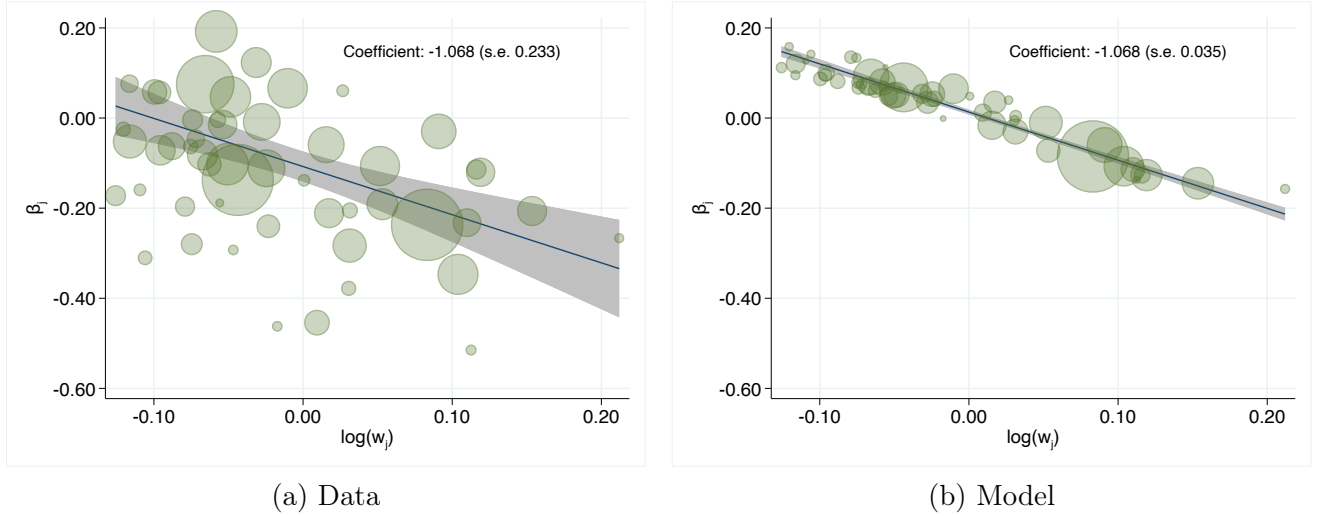 Coefficient: -1.068 (s.e. 0.233)
0.20
0.00
-0.20
-0.40
-0.60
βj
-0.10
0.00
0.10
0.20
log(wj)
(a) Data
Coefficient: -1.068 (s.e. 0.035)
0.20
0.00
-0.20
-0.40
-0.60
βj
-0.10
0.00
0.10
0.20
log(wj)
(b) Model